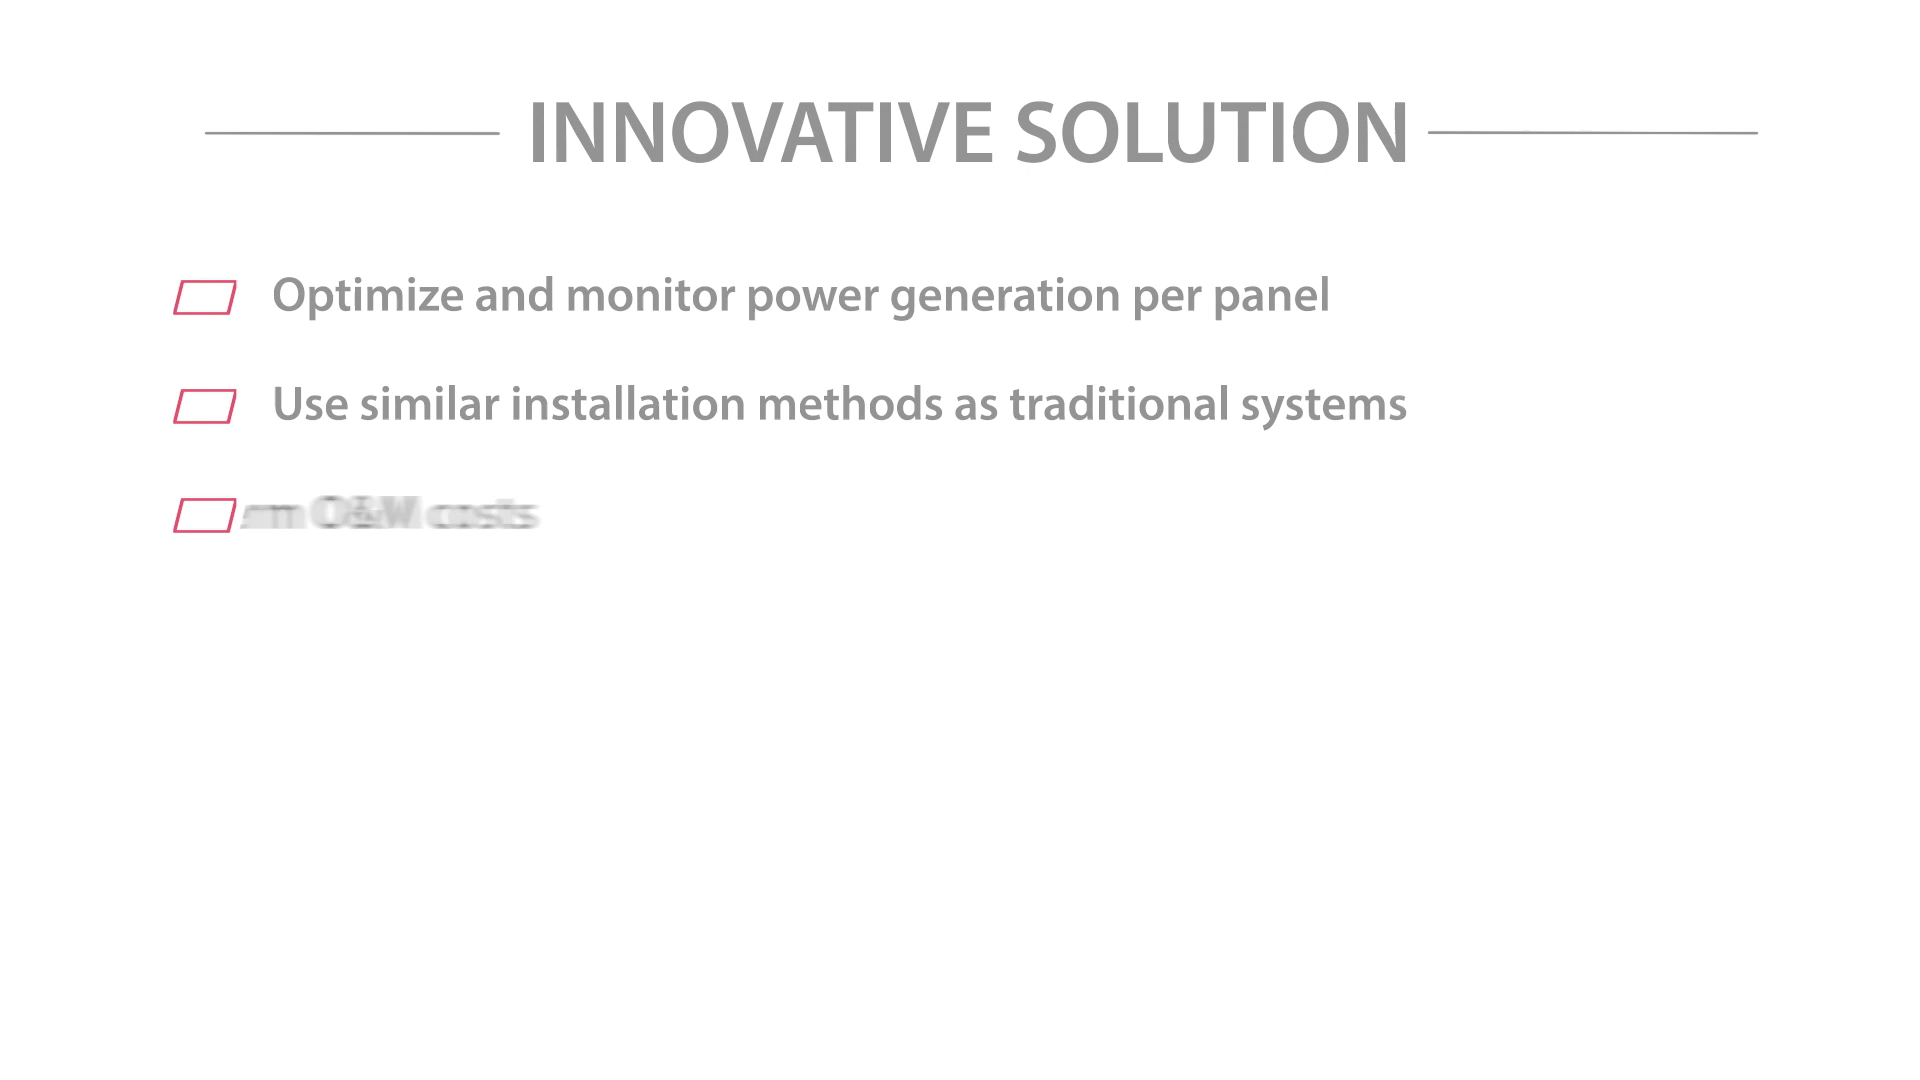 INNOVATIVE SOLUTION
Optimize and monitor power generation per panel
Use similar installation methods as traditional systems
costs